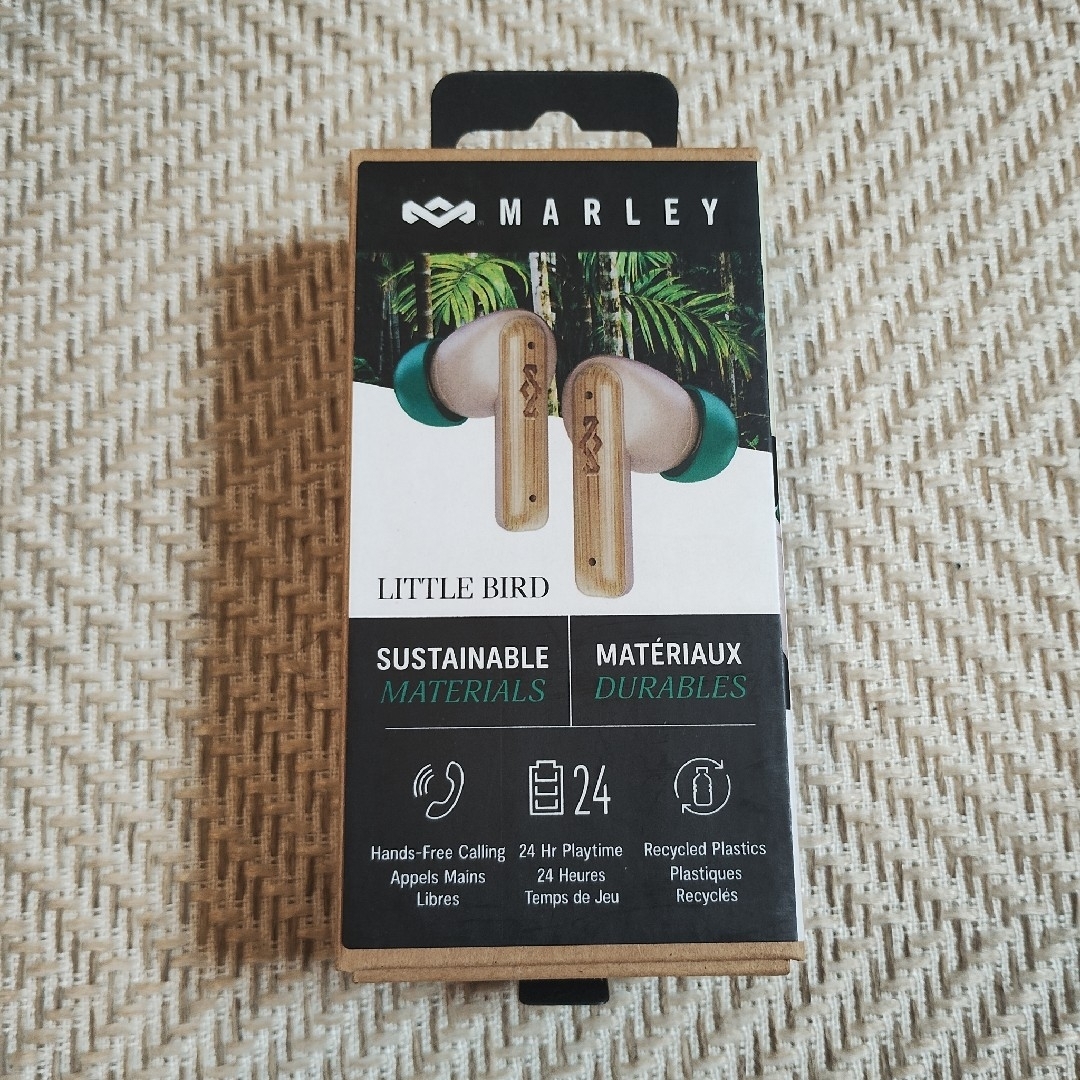 MARLEY
LITTLE BIRD
SUSTAINABLE
MATERIALS
MATÉRIAUX
DURABLES
24
Hands-Free Calling
Appels Mains
Libres
24 Hr Playtime
24 Heures
Temps de Jeu
Recycled Plastics
Plastiques
Recyclés